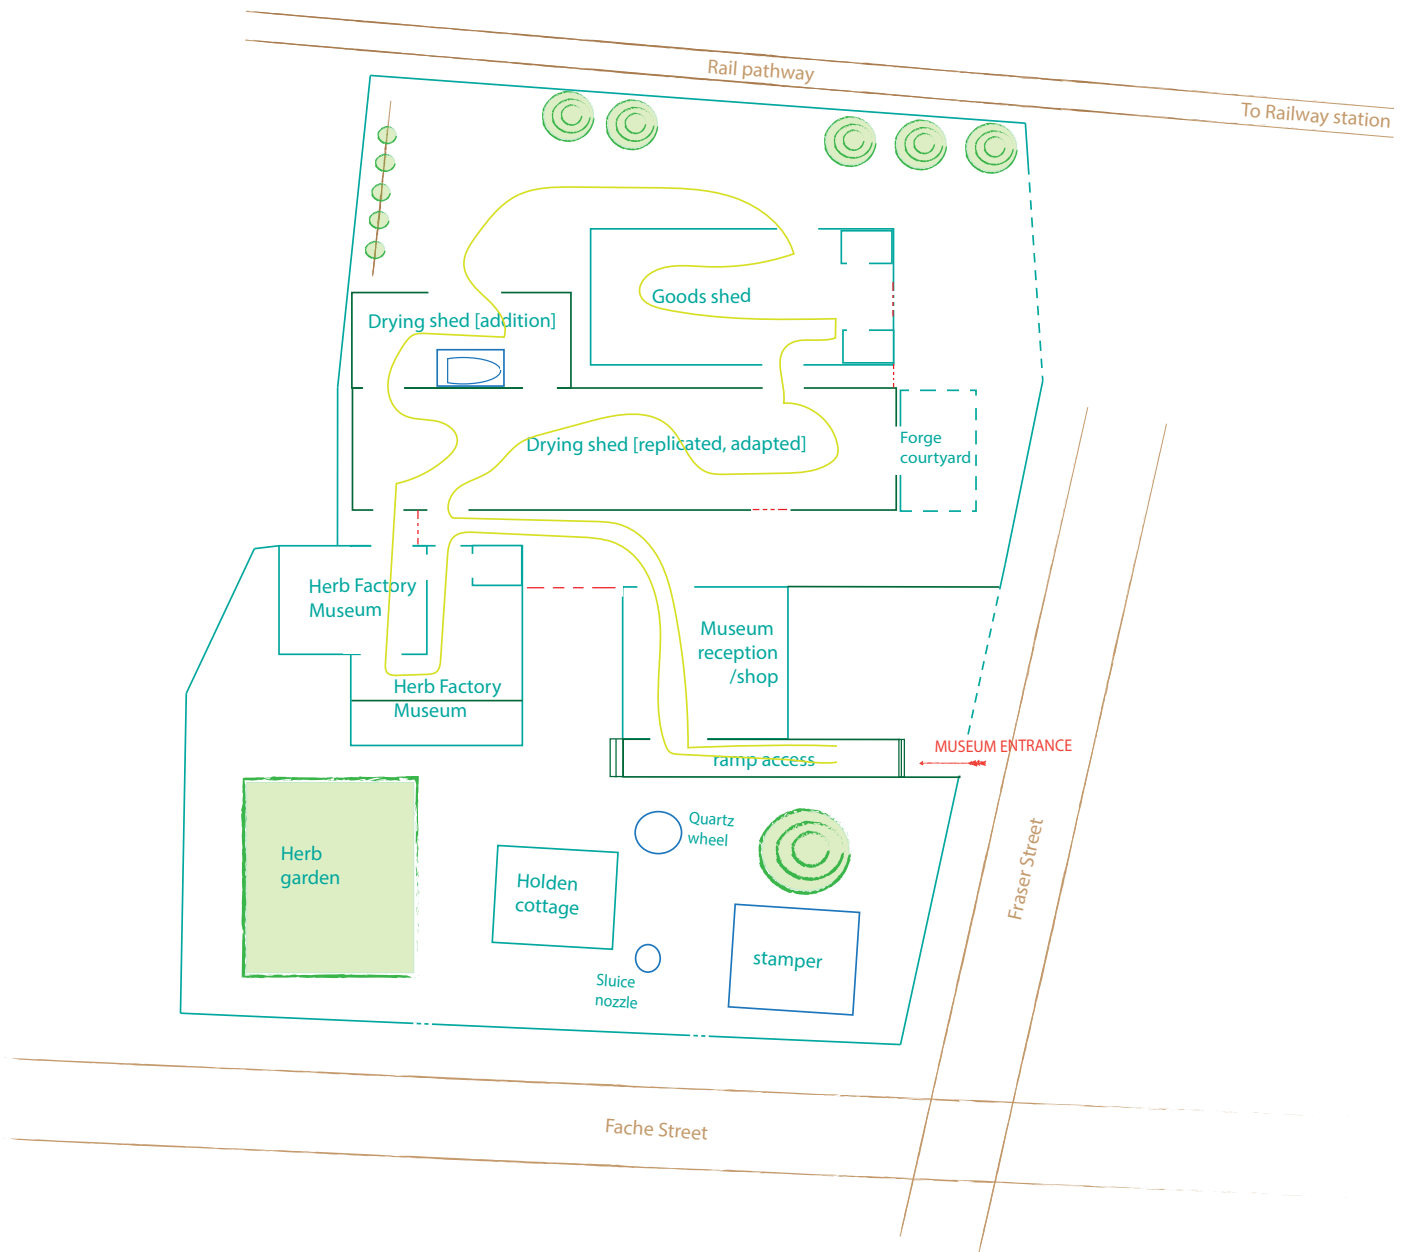 Rail pathway
To Railway station
Goods shed
Drying shed [addition]
Drying shed [replicated, adapted]
Forge
courtyard
Herb Factory
Museum
Museum
reception
/shop
Herb Factory
Museum
MUSEUM ENTRANCE
ramp access
Quartz
wheel
Herb
garden
Holden
cottage
stamper
Sluice
nozzle
Fraser Street
Fache Street